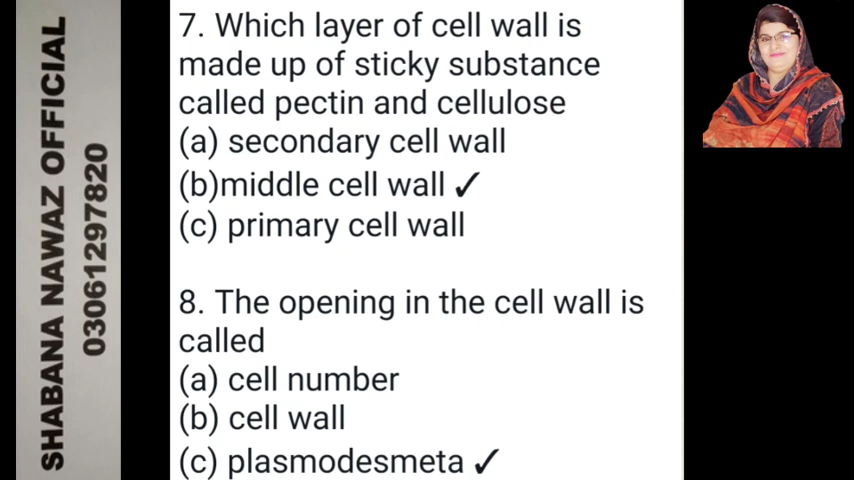 SHABANA NAWAZ OFFICIAL
03061297820
7. Which layer of cell wall is
made up of sticky substance
called pectin and cellulose
(a) secondary cell wall
(b)middle cell wall ✓
(c) primary cell wall
8. The opening in the cell wall is
called
(a) cell number
(b) cell wall
(c) plasmodesmeta ✓